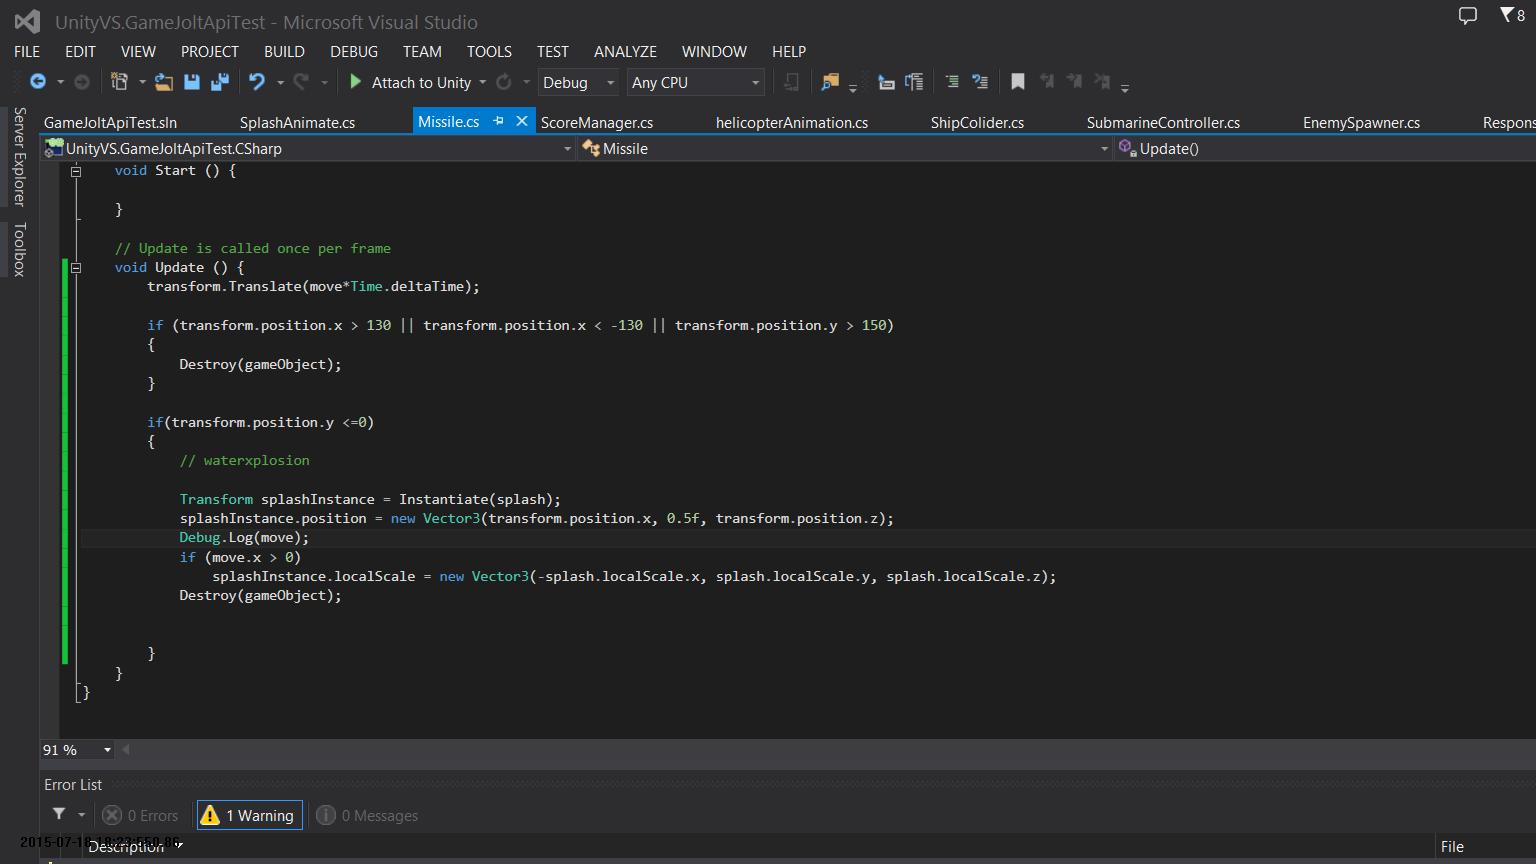 UnityVS.GameJoltApiTest - Microsoft Visual Studio
8
FILE EDIT VIEW PROJECT BUILD DEBUG TEAM TOOLS TEST ANALYZE WINDOW HELP
Attach to Unity Debug Any CPU
Server Explorer
Toolbox
GameJoltApiTest.sln SplashAnimate.cs Missile.cs ScoreManager.cs helicopterAnimation.cs ShipColider.cs SubmarineController.cs EnemySpawner.cs Respons
UnityVS.GameJoltApiTest.CSharp Missile Update()
void Start () {
}
// Update is called once per frame
void Update () {
transform.Translate(move*Time.deltaTime);
if (transform.position.x > 130 || transform.position.x < -130 || transform.position.y > 150)
{
Destroy(gameObject);
}
if(transform.position.y <=0)
{
// waterxplosion
Transform splashInstance = Instantiate(splash);
splashInstance.position = new Vector3(transform.position.x, 0.5f, transform.position.z);
Debug.Log(move);
if (move.x > 0)
splashInstance.localScale = new Vector3(-splash.localScale.x, splash.localScale.y, splash.localScale.z);
Destroy(gameObject);
}
}
}
91 %
Error List
0 Errors 1 Warning 0 Messages
Description File